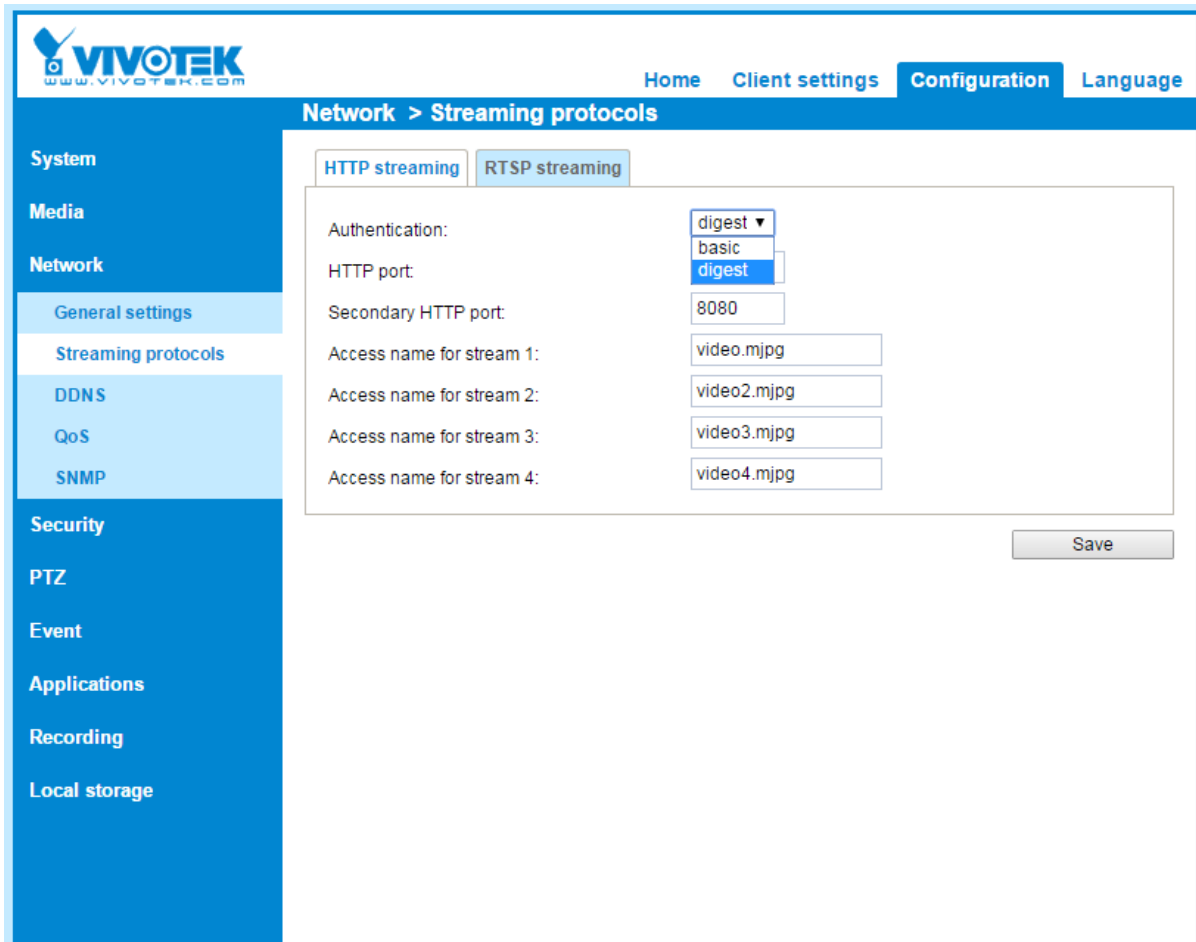 VIVOTEK
www.vivotek.com
Home Client settings Configuration Language
Network > Streaming protocols
System
Media
Network
General settings
Streaming protocols
DDNS
QoS
SNMP
Security
PTZ
Event
Applications
Recording
Local storage
HTTP streaming RTSP streaming
Authentication: digest ▼
basic
HTTP port: digest
Secondary HTTP port: 8080
Access name for stream 1: video.mjpg
Access name for stream 2: video2.mjpg
Access name for stream 3: video3.mjpg
Access name for stream 4: video4.mjpg
Save